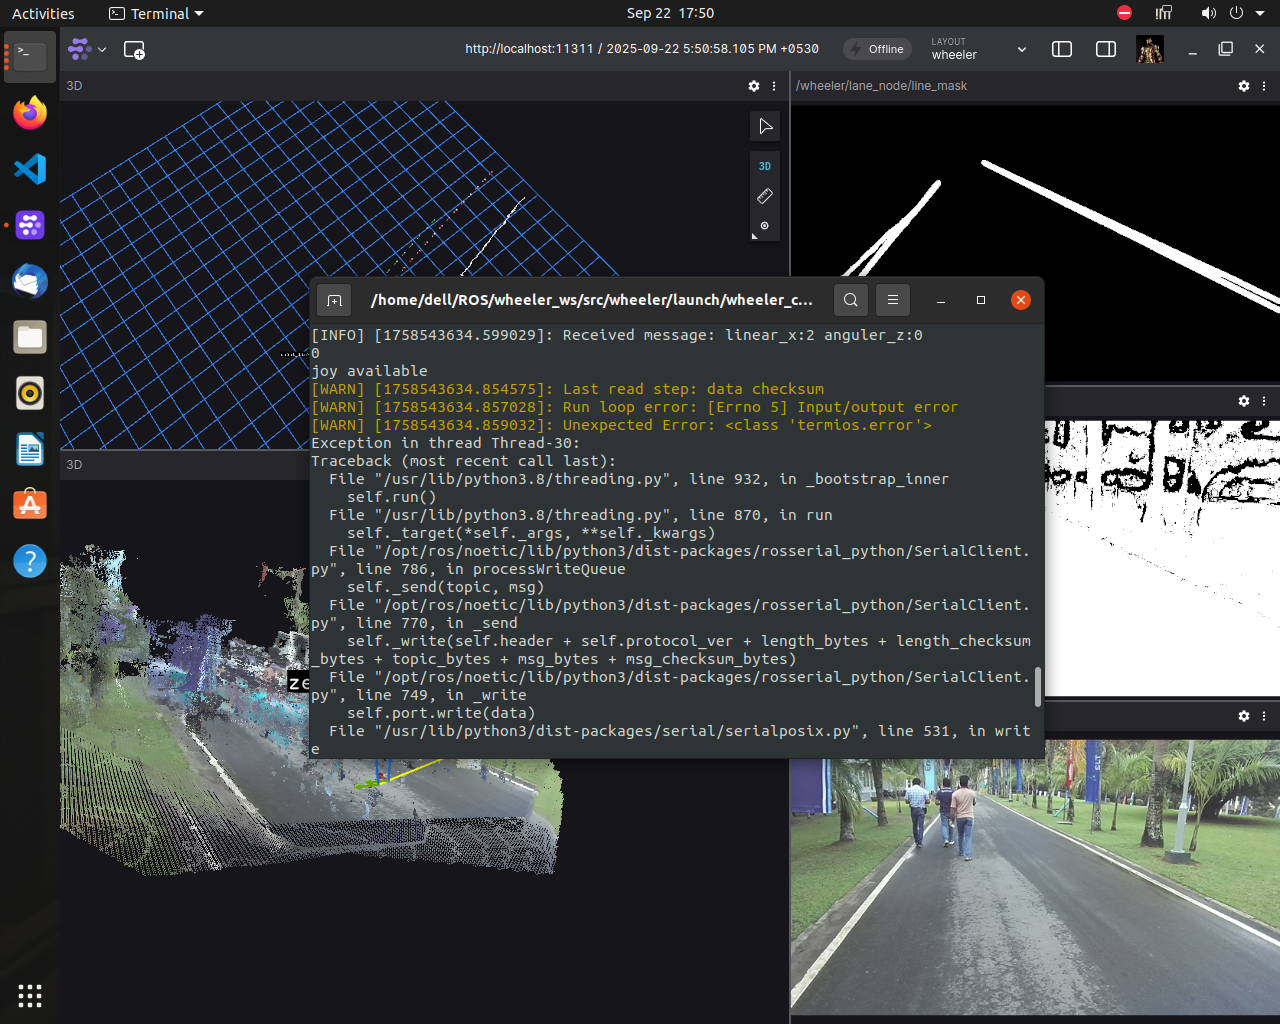 Activities
Terminal
Sep 22 17:50
http://localhost:11311 / 2025-09-22 5:50:58.105 PM +0530
Offline
LAYOUT
wheeler
3D
/wheeler/lane_node/line_mask
3D
/home/dell/ROS/wheeler_ws/src/wheeler/launch/wheeler_c...
[INFO] [1758543634.599029]: Received message: linear_x:2 anguler_z:0
0
joy available
[WARN] [1758543634.854575]: Last read step: data checksum
[WARN] [1758543634.857028]: Run loop error: [Errno 5] Input/output error
[WARN] [1758543634.859032]: Unexpected Error: <class 'termios.error'>
Exception in thread Thread-30:
Traceback (most recent call last):
  File "/usr/lib/python3.8/threading.py", line 932, in _bootstrap_inner
    self.run()
  File "/usr/lib/python3.8/threading.py", line 870, in run
    self._target(*self._args, **self._kwargs)
  File "/opt/ros/noetic/lib/python3/dist-packages/rosserial_python/SerialClient.
py", line 786, in processWriteQueue
    self._send(topic, msg)
  File "/opt/ros/noetic/lib/python3/dist-packages/rosserial_python/SerialClient.
py", line 770, in _send
    self._write(self.header + self.protocol_ver + length_bytes + length_checksum
_bytes + topic_bytes + msg_bytes + msg_checksum_bytes)
  File "/opt/ros/noetic/lib/python3/dist-packages/rosserial_python/SerialClient.
py", line 749, in _write
    self.port.write(data)
  File "/usr/lib/python3/dist-packages/serial/serialposix.py", line 531, in writ
e
3D
ze